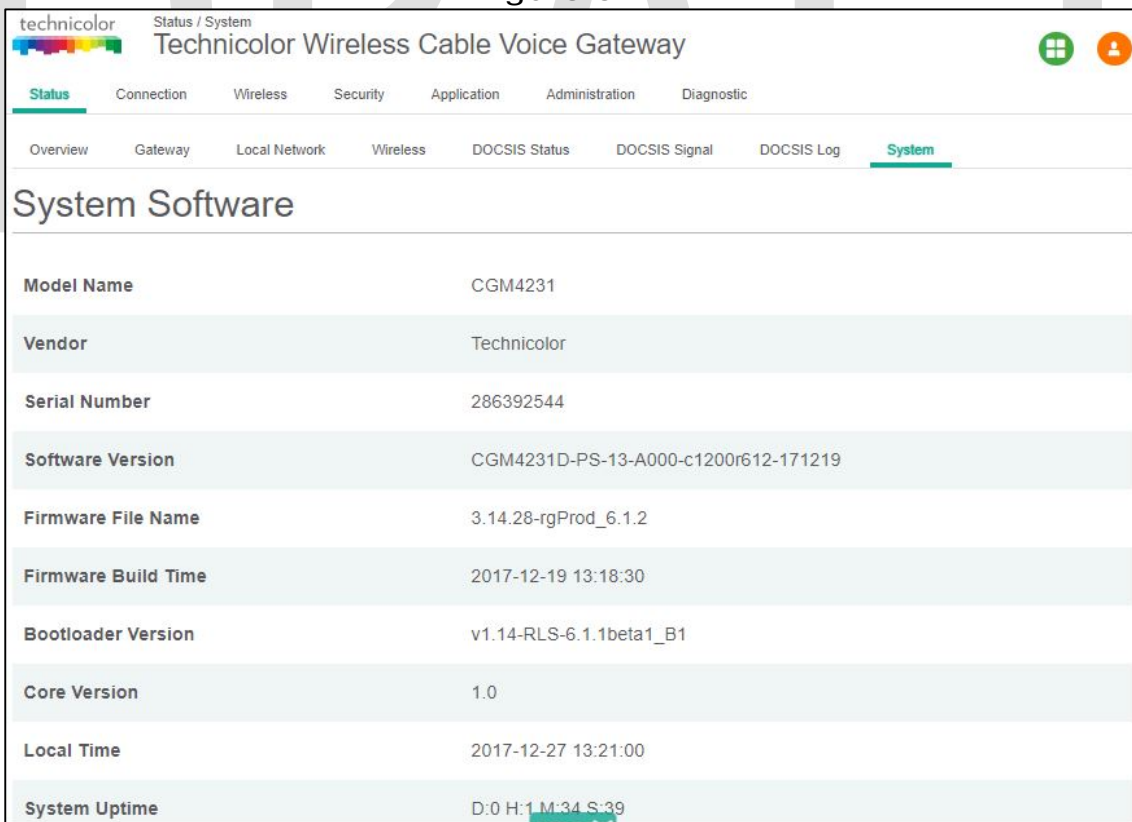 technicolor
Status / System
Technicolor Wireless Cable Voice Gateway
Status Connection Wireless Security Application Administration Diagnostic
Overview Gateway Local Network Wireless DOCSIS Status DOCSIS Signal DOCSIS Log System
System Software
Model Name CGM4231
Vendor Technicolor
Serial Number 286392544
Software Version CGM4231D-PS-13-A000-c1200r612-171219
Firmware File Name 3.14.28-rgProd_6.1.2
Firmware Build Time 2017-12-19 13:18:30
Bootloader Version v1.14-RLS-6.1.1beta1_B1
Core Version 1.0
Local Time 2017-12-27 13:21:00
System Uptime D:0 H:1 M:34 S:39